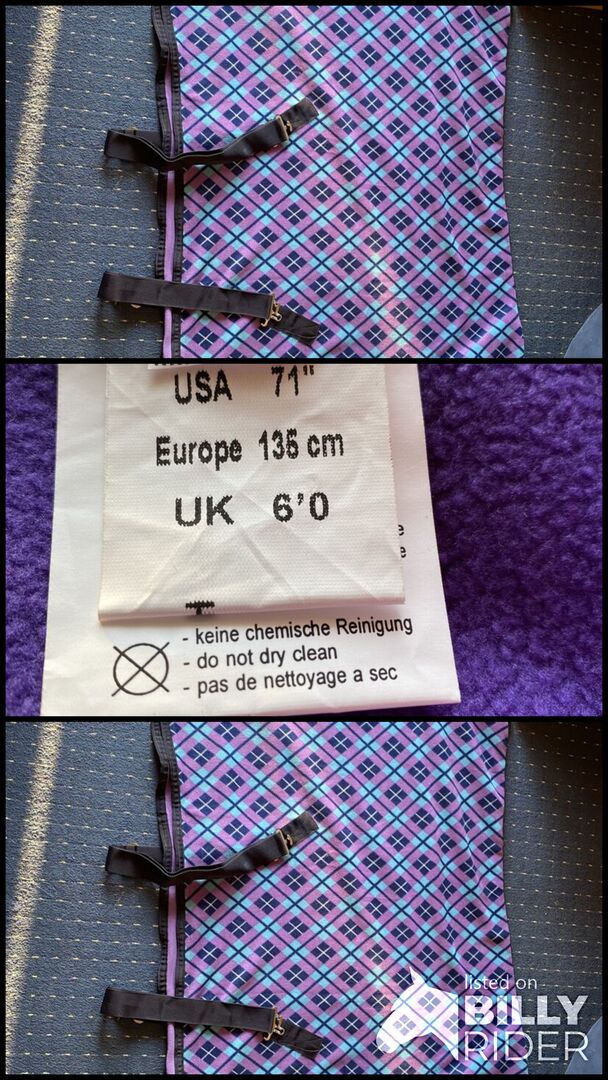 USA 71"
Europe 135 cm
UK 6'0
- keine chemische Reinigung
- do not dry clean
- pas de nettoyage a sec
listed on
BILLY
RIDER